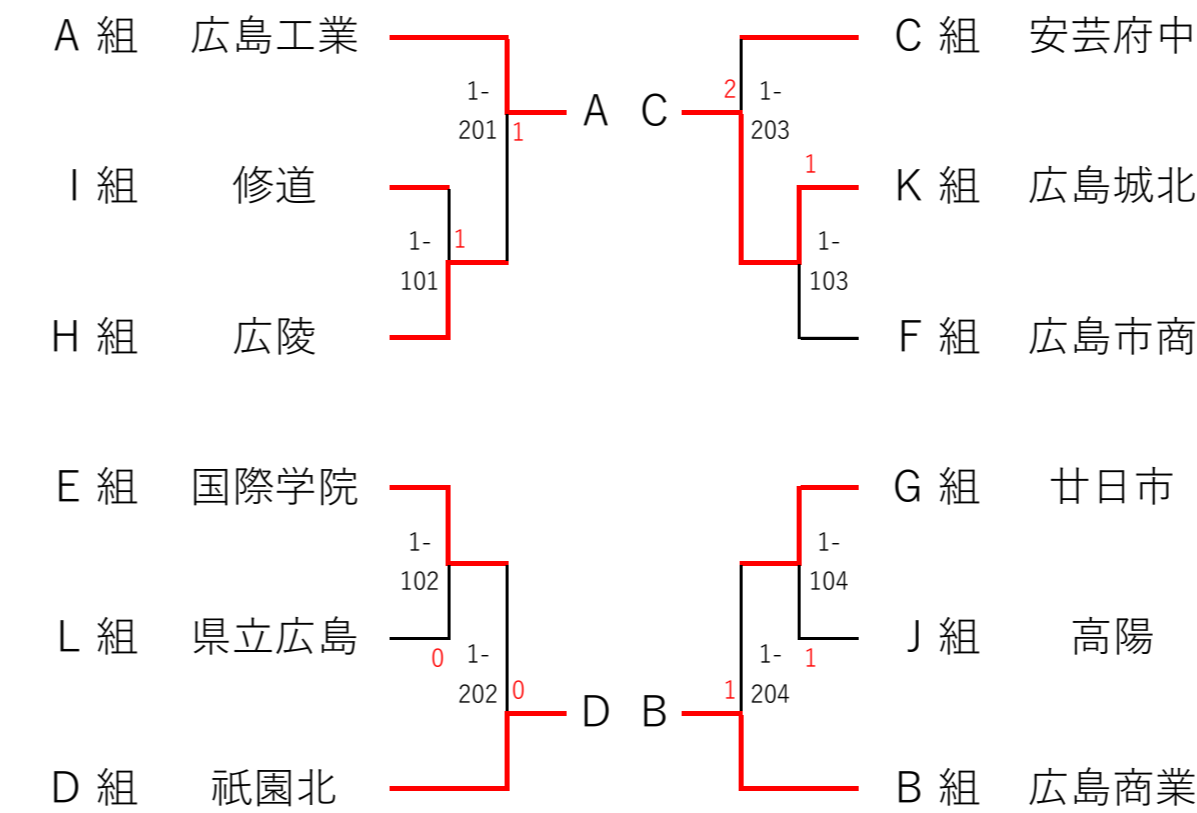 A 組 広島工業
1-
201
1
A
I 組 修道
1-
101
1
H 組 広陵
C 組 安芸府中
2
1-
203
C
1
K 組 広島城北
1-
103
F 組 広島市商
E 組 国際学院
1-
102
L 組 県立広島
0
1-
202
0
D
D 組 祇園北
G 組 廿日市
1-
104
J 組 高陽
1
1-
204
1
B
B 組 広島商業